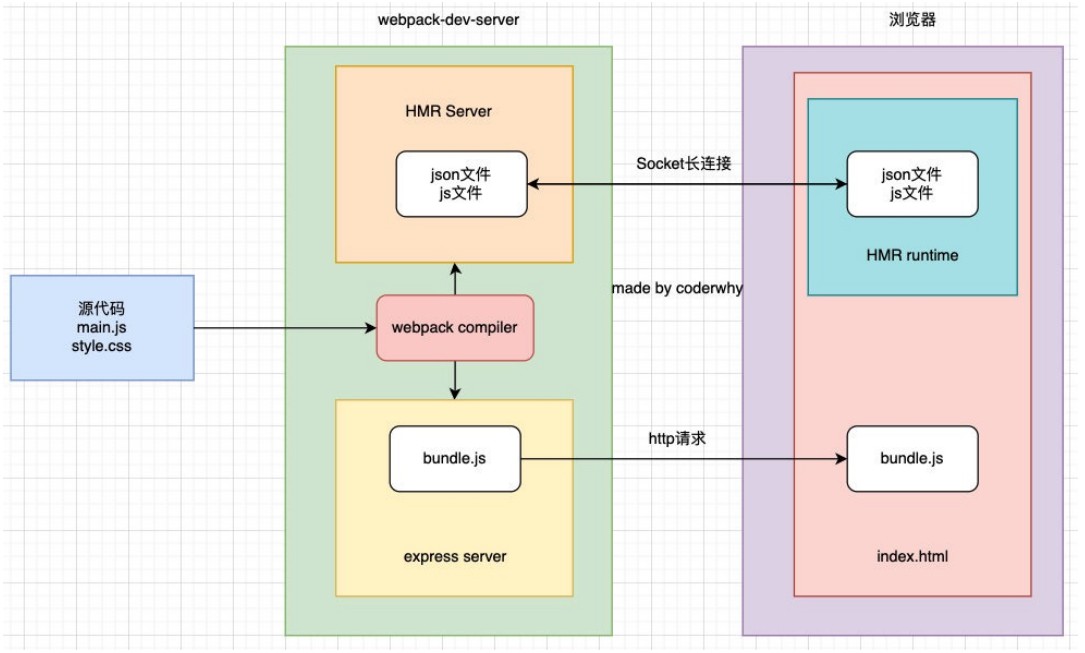 webpack-dev-server
浏览器
HMR Server
json文件
js文件
Socket长连接
json文件
js文件
HMR runtime
made by coderwhy
源代码
main.js
style.css
webpack compiler
bundle.js
http请求
bundle.js
express server
index.html